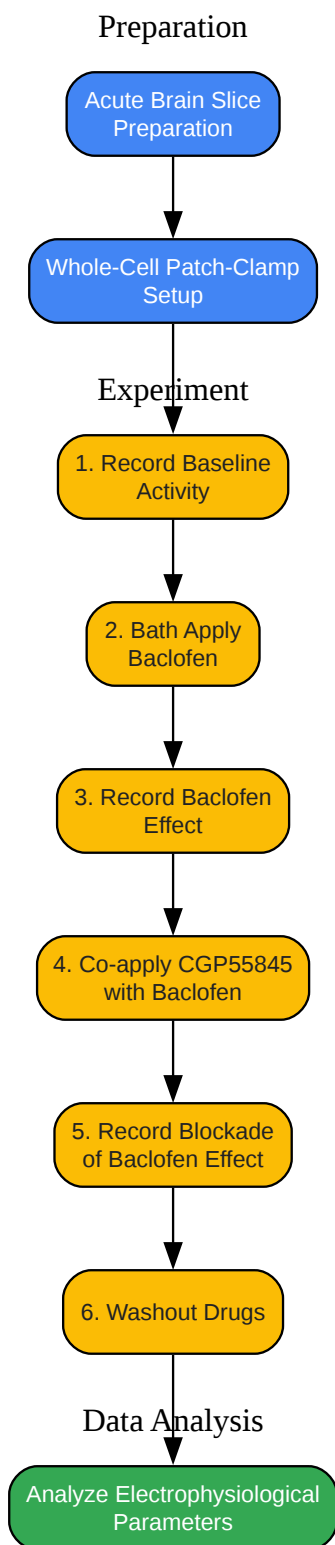 Preparation
Acute Brain Slice
Preparation
Whole-Cell Patch-Clamp
Setup
Experiment
1. Record Baseline
Activity
2. Bath Apply
Baclofen
3. Record Baclofen
Effect
4. Co-apply CGP55845
with Baclofen
5. Record Blockade
of Baclofen Effect
6. Washout Drugs
Data Analysis
Analyze Electrophysiological
Parameters